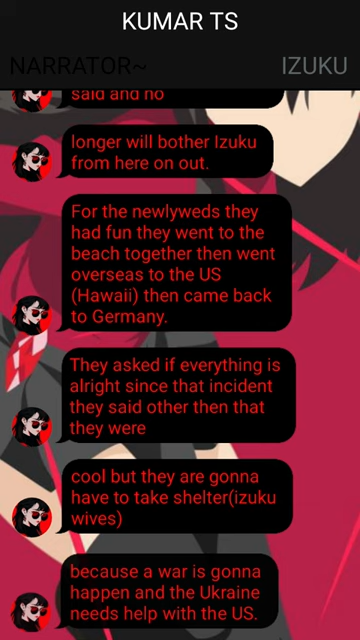 KUMAR TS
NARRATOR~
IZUKU
said and no
longer will bother Izuku
from here on out.
For the newlyweds they
had fun they went to the
beach together then went
overseas to the US
(Hawaii) then came back
to Germany.
They asked if everything is
alright since that incident
they said other then that
they were
cool but they are gonna
have to take shelter(izuku
wives)
because a war is gonna
happen and the Ukraine
needs help with the US.